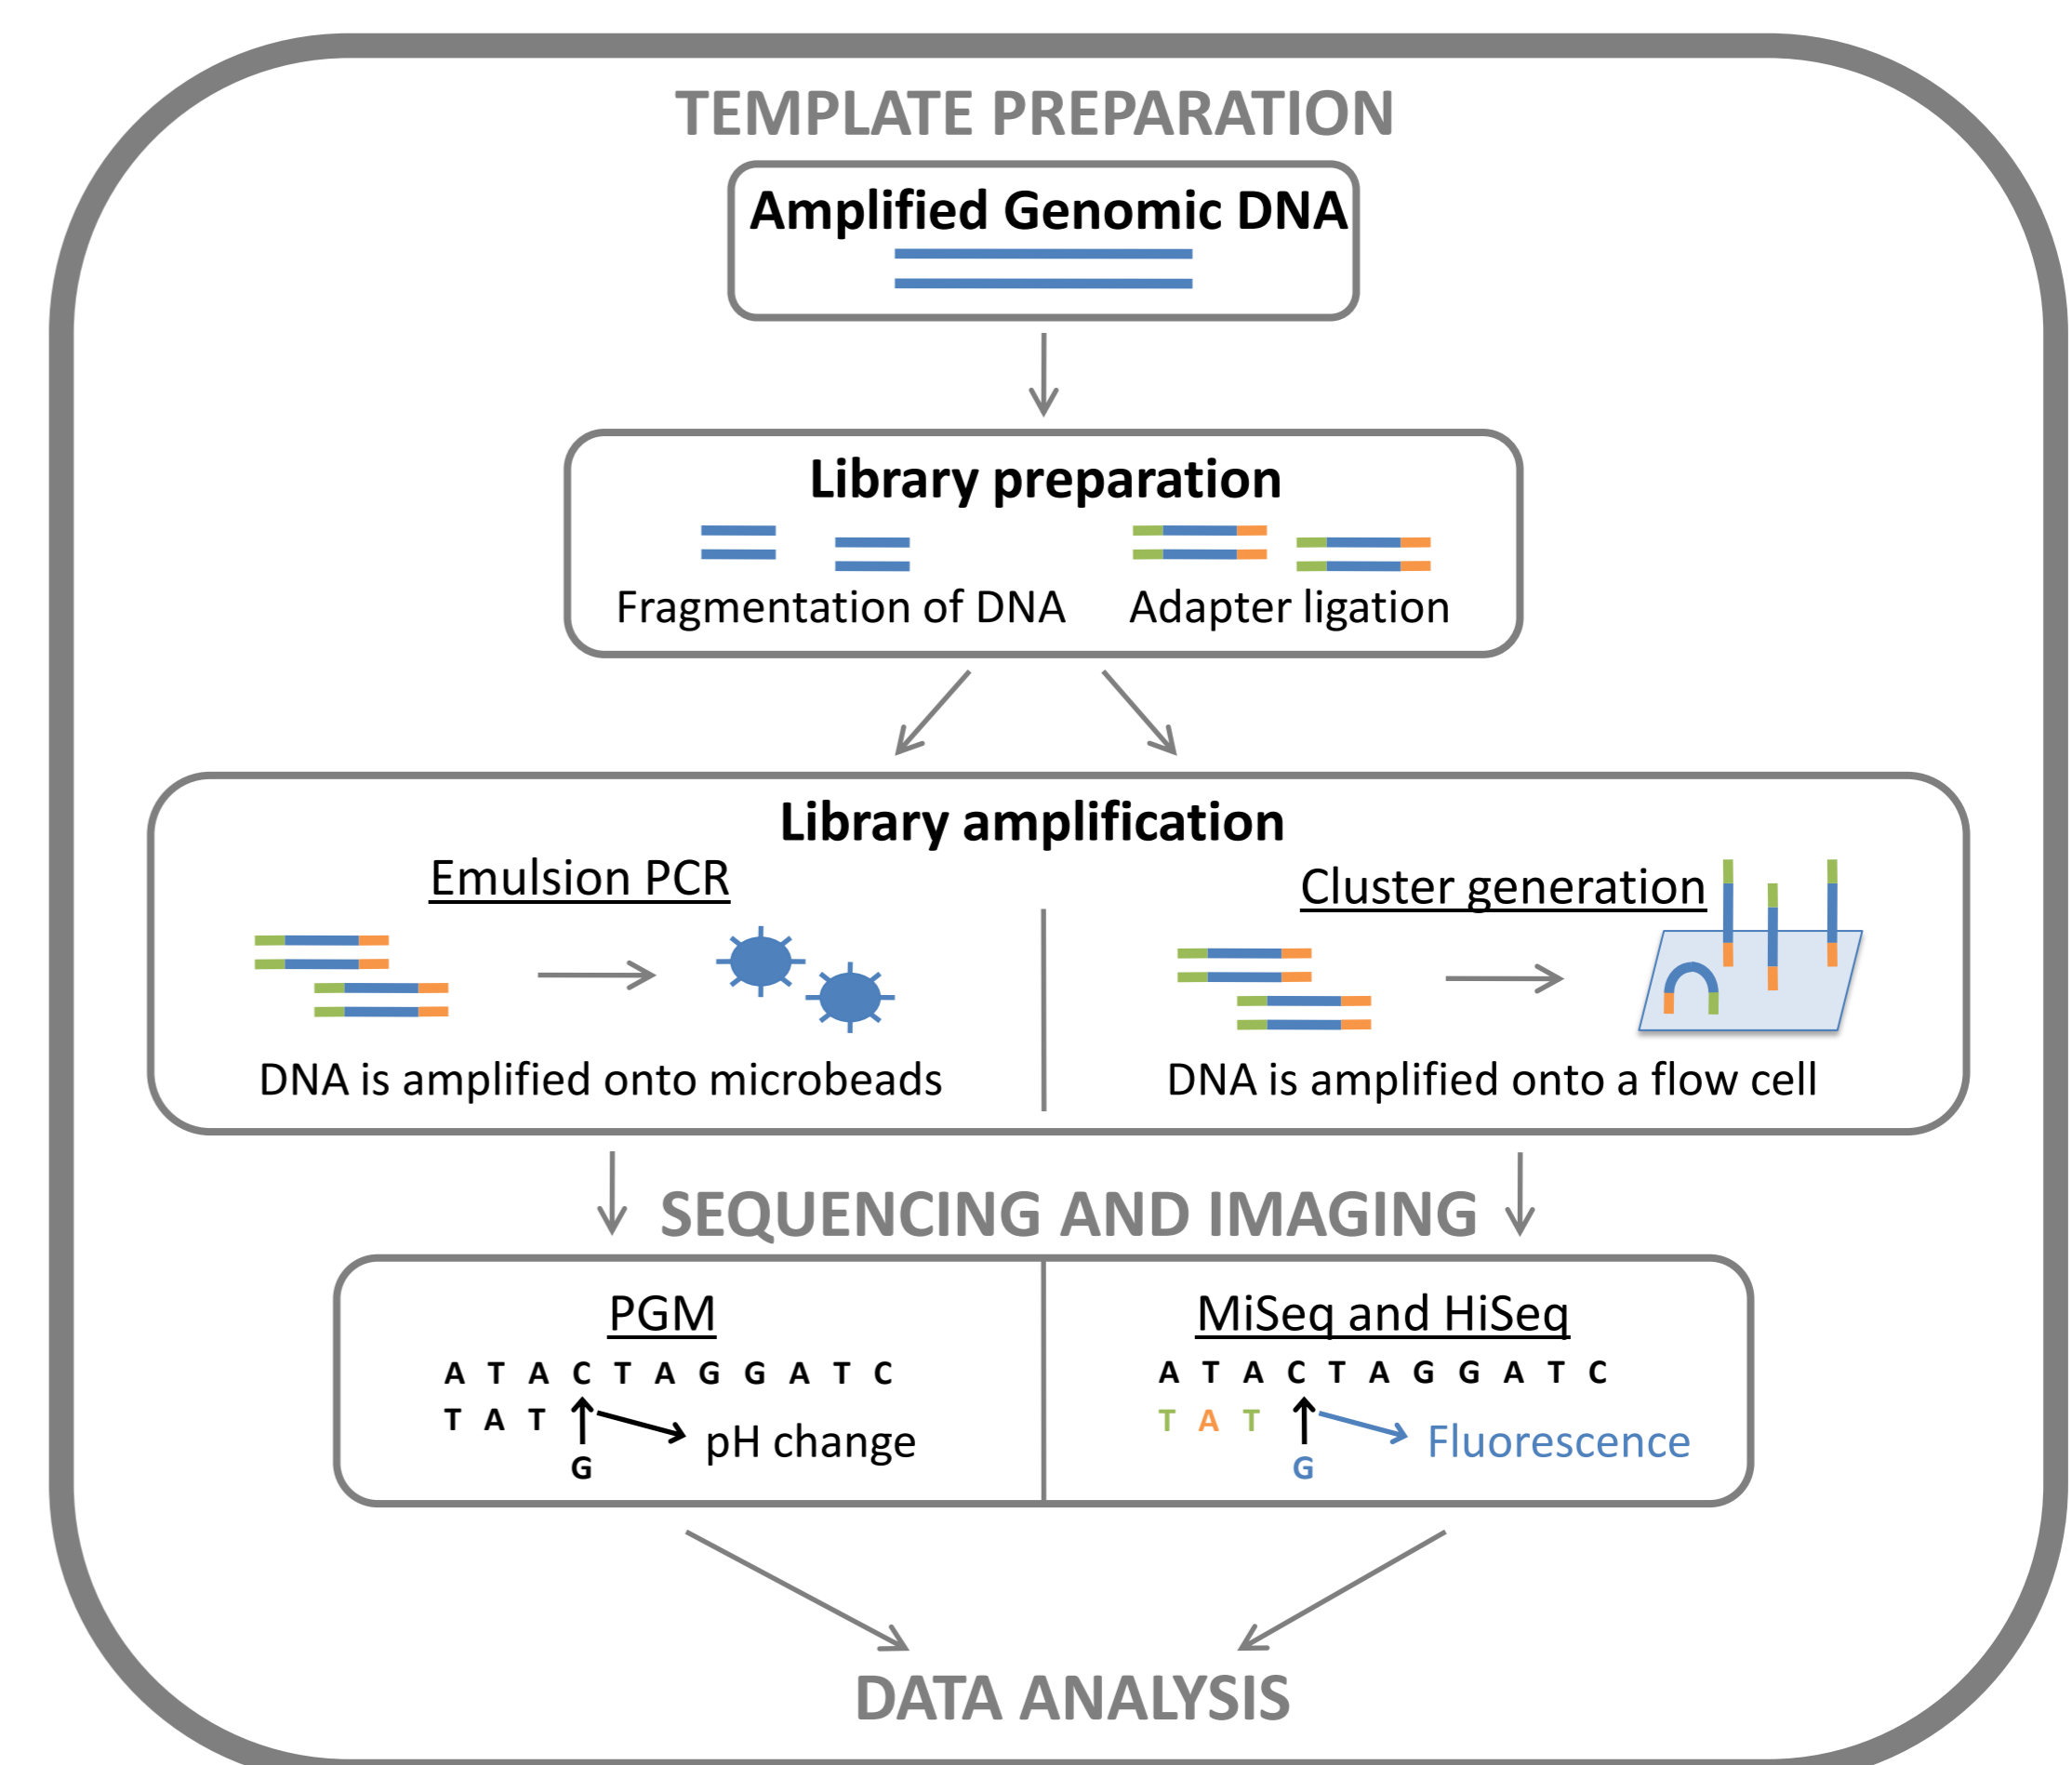 TEMPLATE PREPARATION
Amplified Genomic DNA
Library preparation
Fragmentation of DNA
Adapter ligation
Library amplification
Emulsion PCR
DNA is amplified onto microbeads
Cluster generation
DNA is amplified onto a flow cell
SEQUENCING AND IMAGING
PGM
A T A C T A G G A T C
T A T
pH change
G
MiSeq and HiSeq
A T A C T A G G A T C
T A T
Fluorescence
G
DATA ANALYSIS